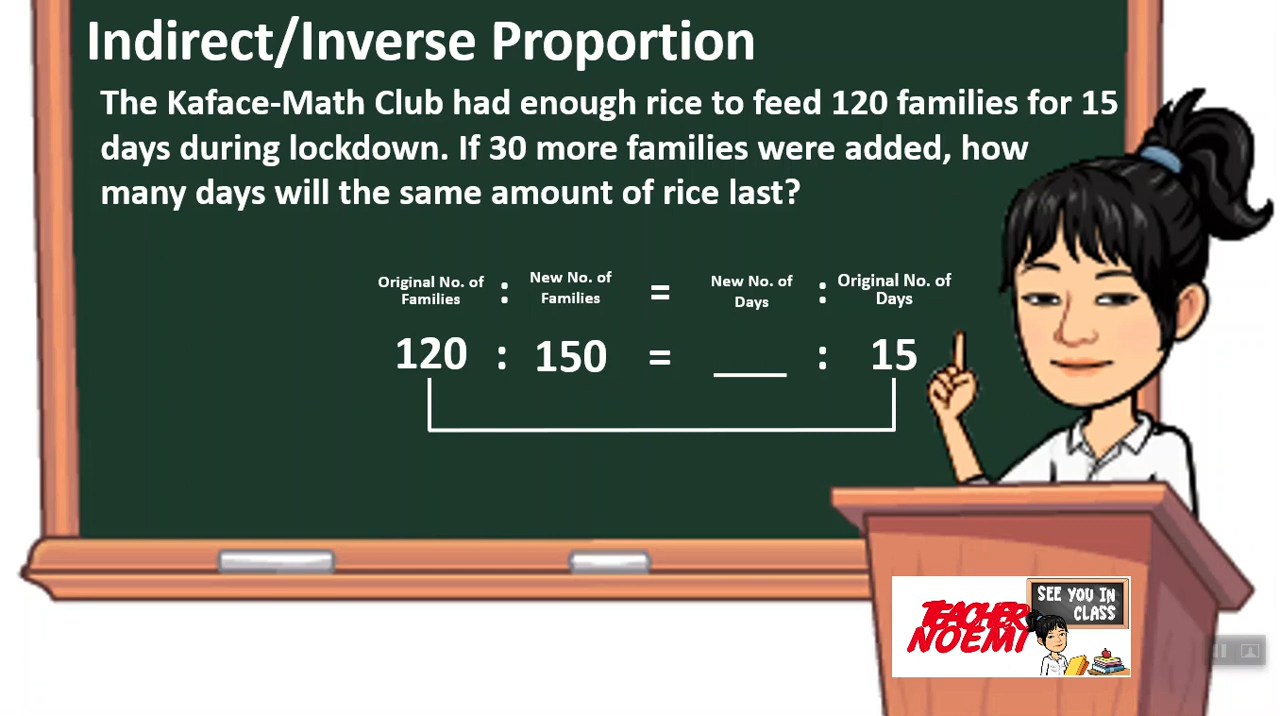 Indirect/Inverse Proportion
The Kaface-Math Club had enough rice to feed 120 families for 15
days during lockdown. If 30 more families were added, how
many days will the same amount of rice last?
Original No. of Families : New No. of Families = New No. of Days : Original No. of Days
120 : 150 = ____ : 15
SEE YOU IN
CLASS
TEACHER
NOEMI